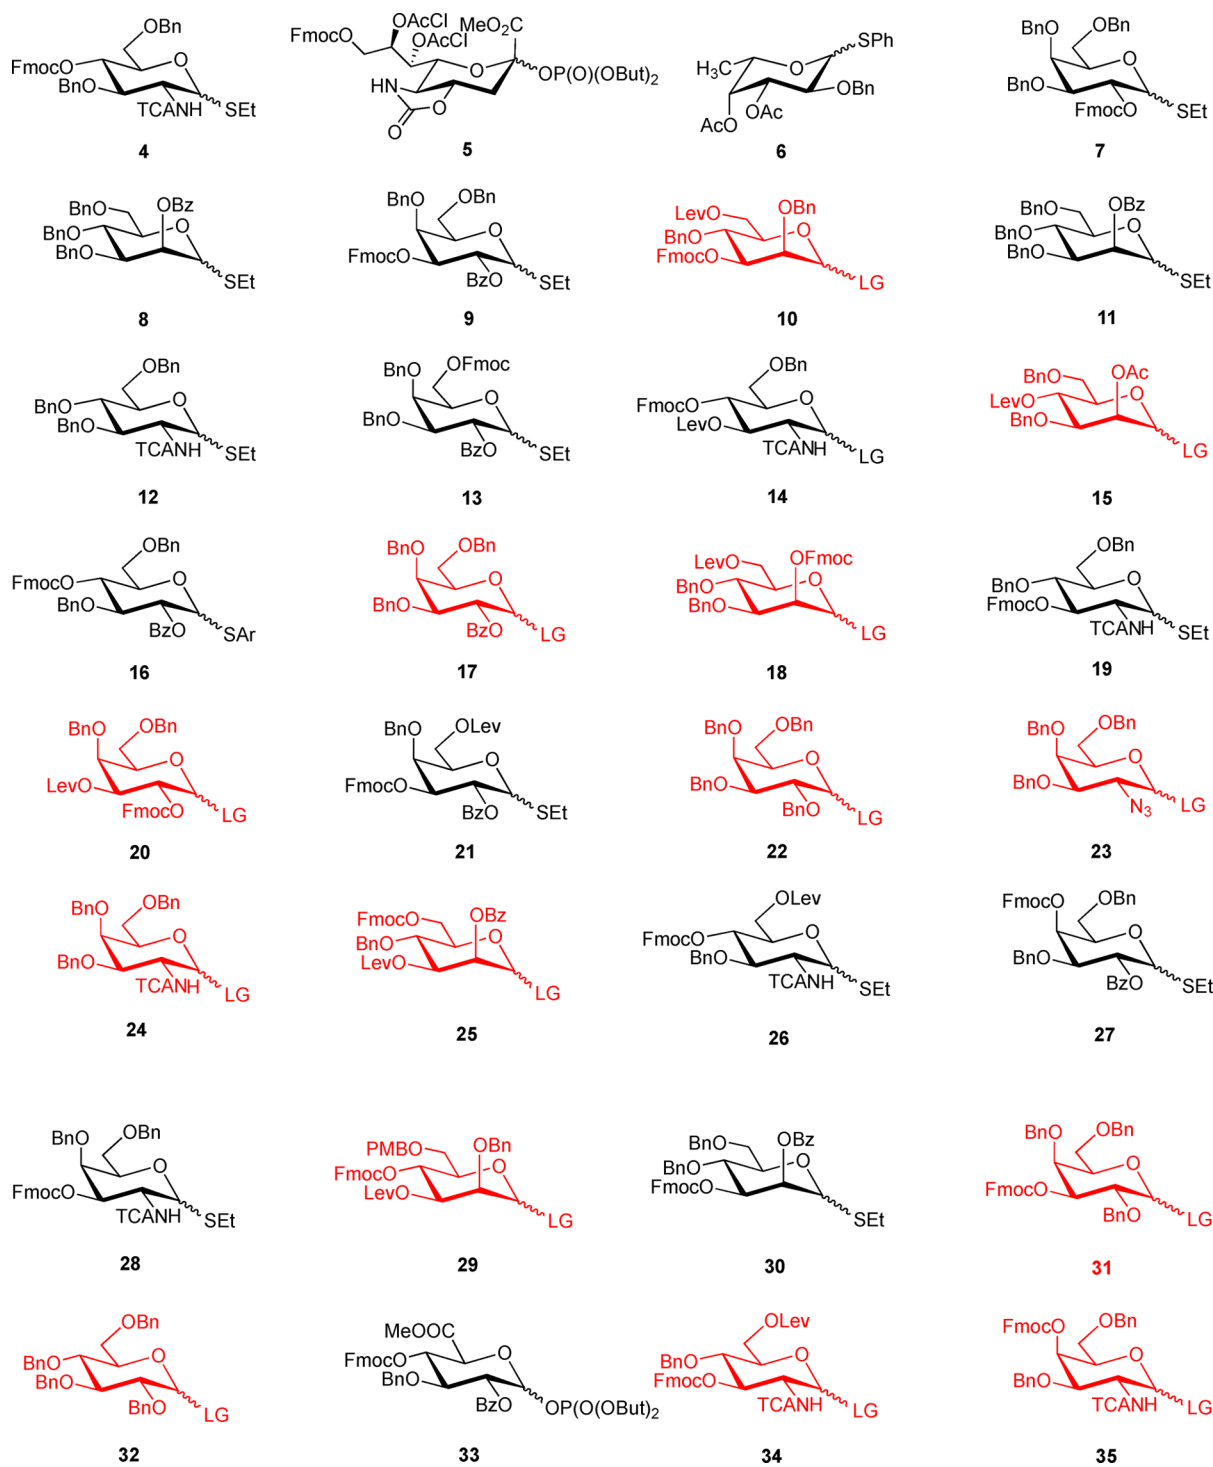 OBn
FmocO
O
BnO
TCANH
SEt
4
OAcCl
MeO₂C
FmocO
OAcCl
O
OP(O)(OBut)₂
HN
O
O
5
SPh
H₃C
O
OBn
OAc
AcO
6
BnO
OBn
O
BnO
FmocO
SEt
7
BnO
OBz
BnO
O
BnO
SEt
8
BnO
OBn
O
FmocO
BzO
SEt
9
LevO
OBn
BnO
O
FmocO
LG
10
BnO
OBz
BnO
O
BnO
SEt
11
OBn
BnO
O
BnO
TCANH
SEt
12
BnO
OFmoc
O
BnO
BzO
SEt
13
OBn
FmocO
O
LevO
TCANH
LG
14
BnO
OAc
LevO
O
BnO
LG
15
OBn
FmocO
O
BnO
BzO
SAr
16
BnO
OBn
O
BnO
BzO
LG
17
LevO
OFmoc
BnO
O
BnO
LG
18
OBn
BnO
O
FmocO
TCANH
SEt
19
BnO
OBn
O
LevO
FmocO
LG
20
BnO
OLev
O
FmocO
BzO
SEt
21
BnO
OBn
O
BnO
BnO
LG
22
BnO
OBn
O
BnO
N₃
LG
23
BnO
OBn
O
BnO
TCANH
LG
24
FmocO
OBz
BnO
O
LevO
LG
25
OLev
FmocO
O
BnO
TCANH
SEt
26
FmocO
OBn
O
BnO
BzO
SEt
27
BnO
OBn
O
FmocO
TCANH
SEt
28
PMBO
OBn
FmocO
O
LevO
LG
29
BnO
OBz
BnO
O
FmocO
SEt
30
BnO
OBn
O
FmocO
BnO
LG
31
OBn
BnO
O
BnO
BnO
LG
32
MeOOC
FmocO
O
BnO
BzO
OP(O(OBut)₂
33
OLev
BnO
O
FmocO
TCANH
LG
34
FmocO
OBn
O
BnO
TCANH
LG
35